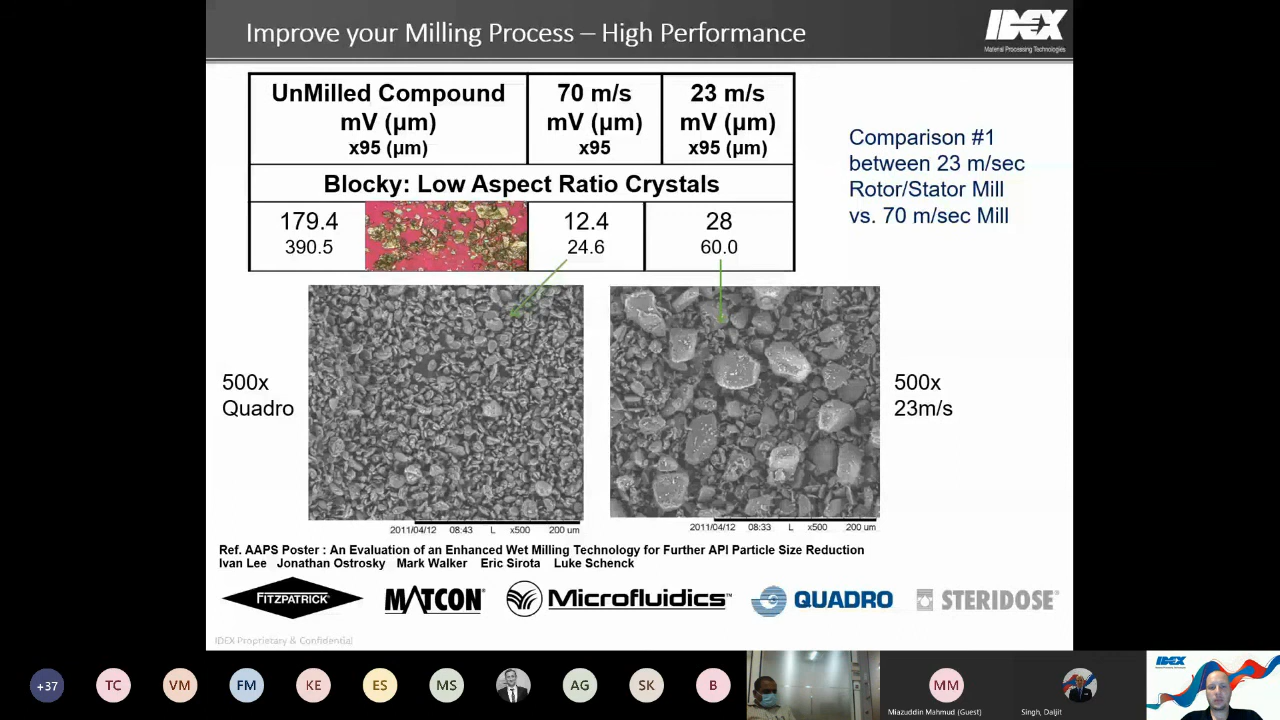 Improve your Milling Process – High Performance
IDEX
Material Processing Technologies
UnMilled Compound
mV (µm)
x95 (µm)
70 m/s
mV (µm)
x95
23 m/s
mV (µm)
x95 (µm)
Blocky: Low Aspect Ratio Crystals
179.4
390.5
12.4
24.6
28
60.0
Comparison #1
between 23 m/sec
Rotor/Stator Mill
vs. 70 m/sec Mill
500x
Quadro
500x
23m/s
2011/04/12 08:43 L x500 200 um
2011/04/12 08:33 L x500 200 um
Ref. AAPS Poster : An Evaluation of an Enhanced Wet Milling Technology for Further API Particle Size Reduction
Ivan Lee Jonathan Ostrosky Mark Walker Eric Sirota Luke Schenck
FITZPATRICK
MATCON
Microfluidics™
QUADRO
STERIDOSE
IDEX Proprietary & Confidential
+37
TC
VM
FM
KE
ES
MS
AG
SK
B
MM
Miazuddin Mahmud (Guest)
Singh, Daljit
IDEX